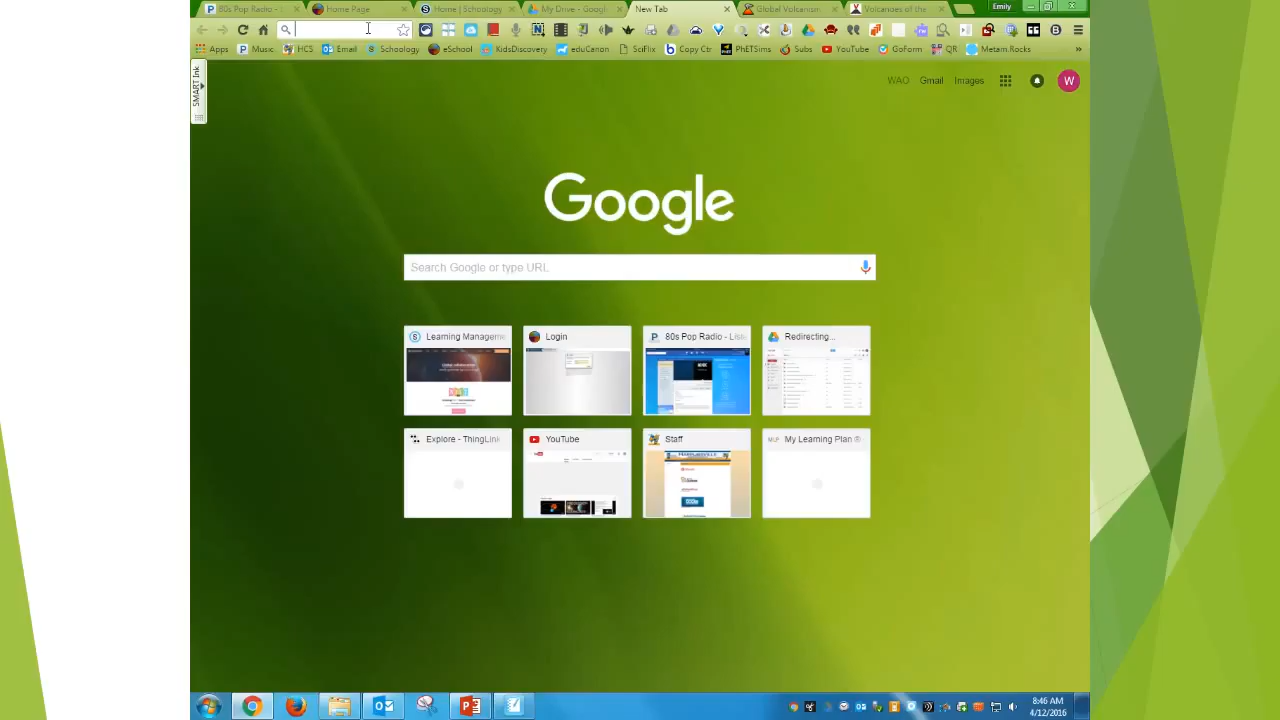 80s Pop Radio - L
Home Page
Home | Schoology
My Drive - Google
New Tab
Global Volcanism
Volcanoes of the
Emily
Apps
Music
HCS
Email
Schoology
eSchool
KidsDiscovery
eduCanon
SciFlix
Copy Ctr
PhETSims
Subs
YouTube
GoForm
QR
Metam.Rocks
»
SMART Ink
WAO
Gmail
Images
W
Google
Search Google or type URL
Learning Manageme
Login
80s Pop Radio - List
Redirecting...
Explore - ThingLink
YouTube
Staff
My Learning Plan ®
8:46 AM
4/12/2016